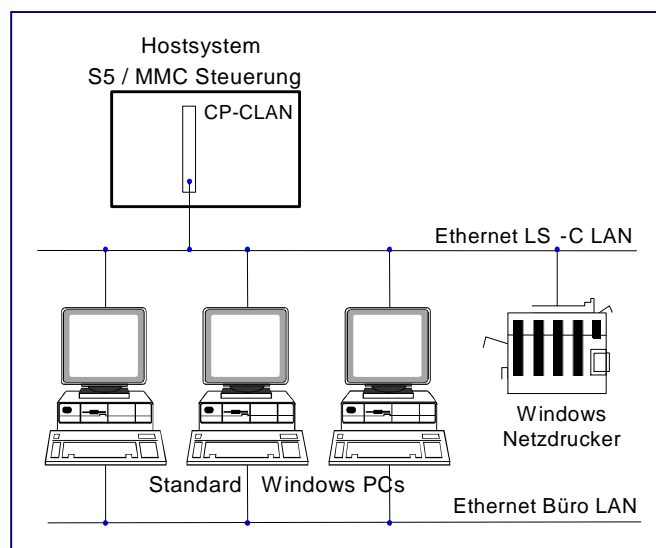 Hostsystem
S5 / MMC Steuerung
CP-CLAN
Ethernet LS -C LAN
Windows
Netzdrucker
Standard Windows PCs
Ethernet Büro LAN